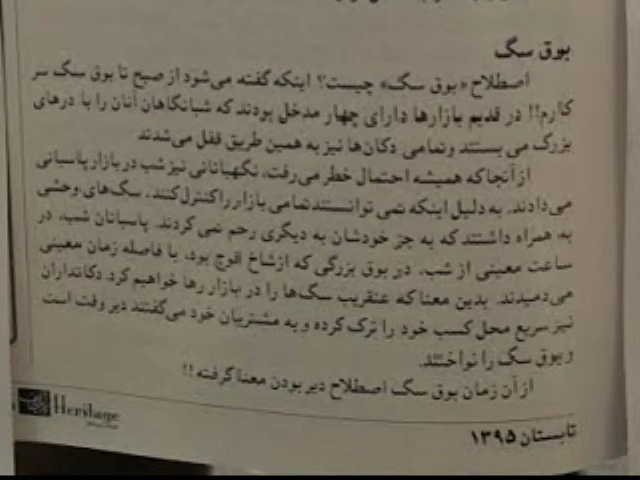 بوق سگ
اصطلاح «بوق سگ» چیست؟ اینکه گفته می‌شود از صبح تا بوق سگ سر
کارم!! در قدیم بازارها دارای چهار مدخل بودند که شبانگاهان آنان را با درهای
بزرگ می بستند وتمامی دکان‌ها نیز به همین طریق قفل می‌شدند
از آنجا که همیشه احتمال خطر می‌رفت، نگهبانانی نیز شب در بازار پاسبانی
می‌دادند. به دلیل اینکه نمی توانستند تمامی بازار را کنترل کنند، سگ‌های وحشی
به همراه داشتند که به جز خودشان به دیگری رحم نمی کردند. پاسبانان شب، در
ساعت معینی از شب، در بوق بزرگی که از شاخ قوچ بود، با فاصله زمان معینی
می‌دمیدند. بدین معنا که عنقریب سگ‌ها را در بازار رها خواهیم کرد. دکانداران
نیز سریع محل کسب خود را ترک کرده و به مشتریان خود می‌گفتند دیر وقت است
و بوق سگ را نواختند.
از آن زمان بوق سگ اصطلاح دیر بودن معنا گرفته!!
Heritage
تابستان ۱۳۹۵